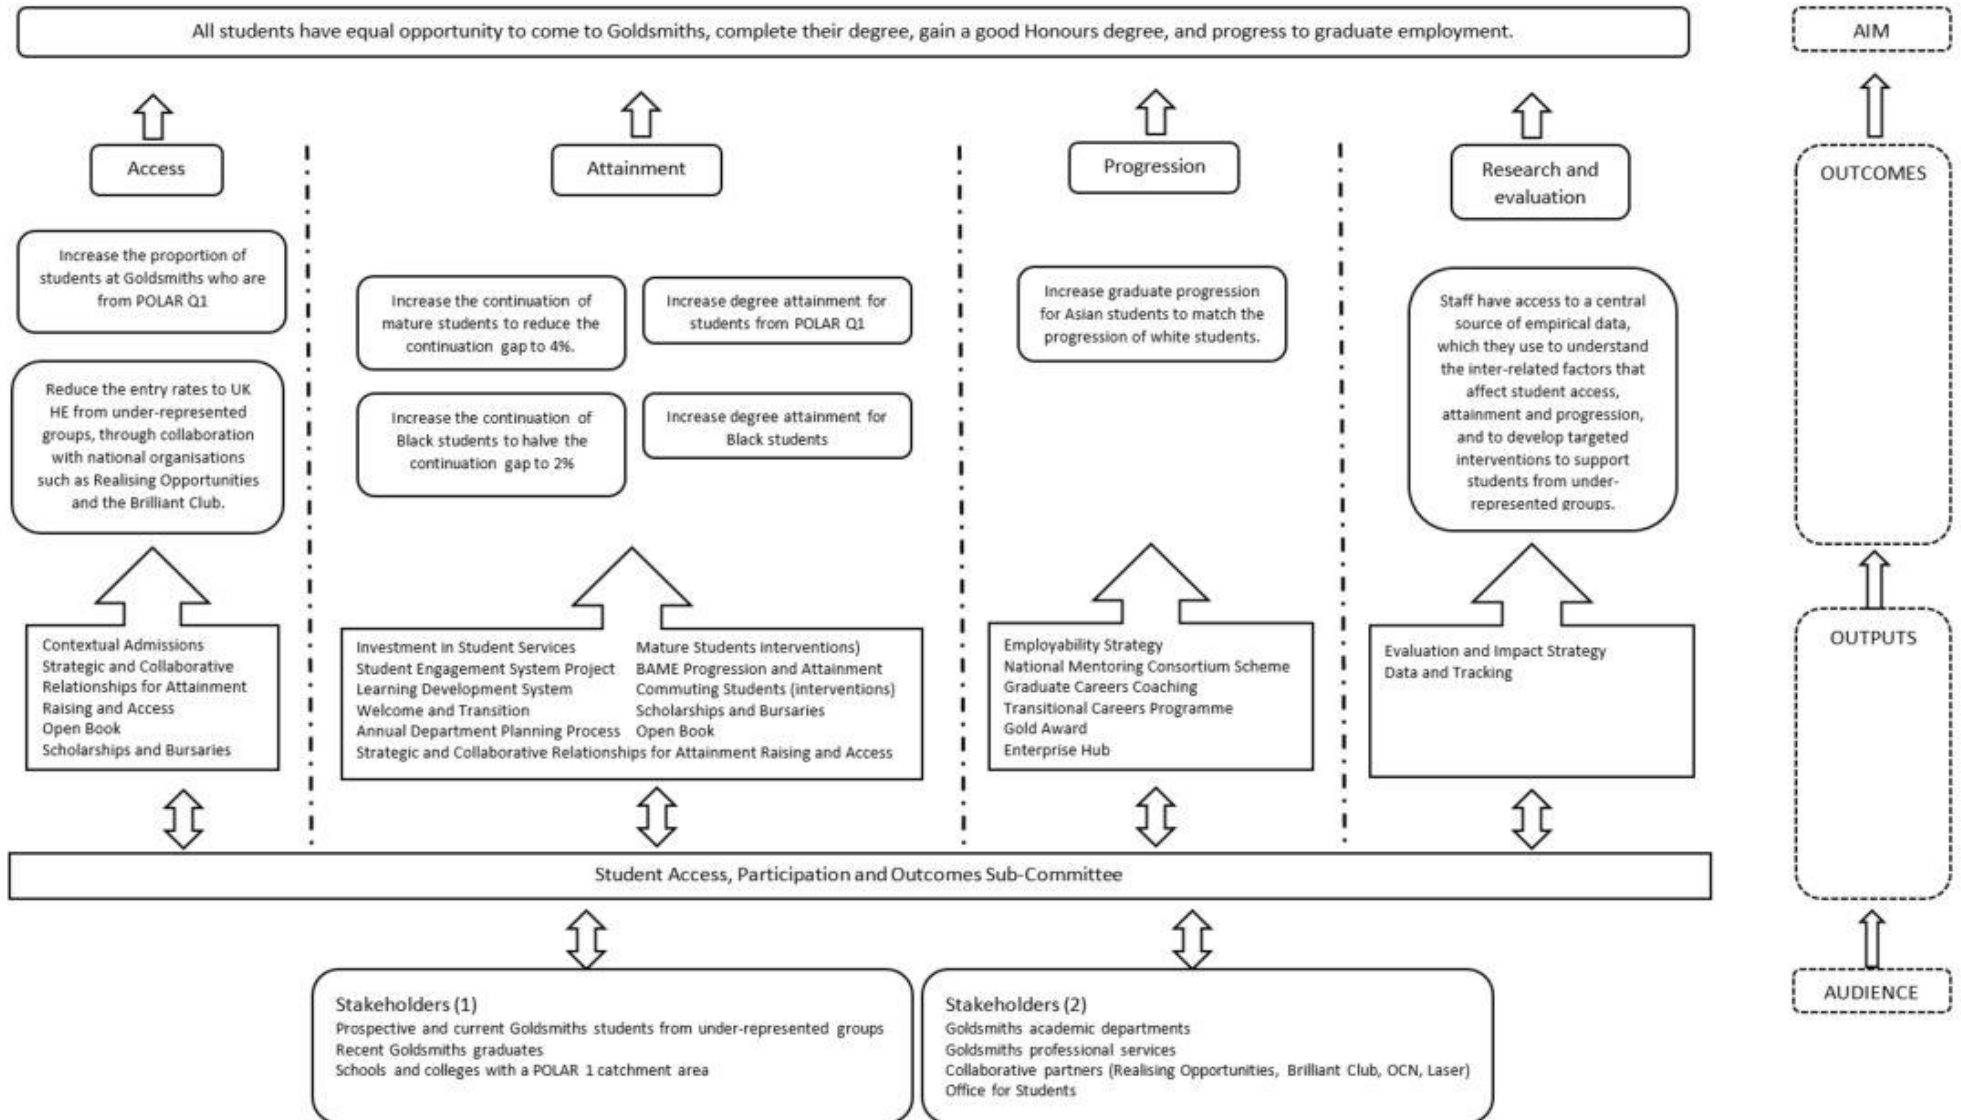 All students have equal opportunity to come to Goldsmiths, complete their degree, gain a good Honours degree, and progress to graduate employment.
AIM
Access
Increase the proportion of
students at Goldsmiths who are
from POLAR Q1
Reduce the entry rates to UK
HE from under-represented
groups, through collaboration
with national organisations
such as Realising Opportunities
and the Brilliant Club.
Contextual Admissions
Strategic and Collaborative
Relationships for Attainment
Raising and Access
Open Book
Scholarships and Bursaries
Attainment
Increase the continuation of
mature students to reduce the
continuation gap to 4%.
Increase degree attainment for
students from POLAR Q1
Increase the continuation of
Black students to halve the
continuation gap to 2%
Increase degree attainment for
Black students
Investment in Student Services
Student Engagement System Project
Learning Development System
Welcome and Transition
Annual Department Planning Process
Mature Students Interventions)
BAME Progression and Attainment
Commuting Students (interventions)
Scholarships and Bursaries
Open Book
Strategic and Collaborative Relationships for Attainment Raising and Access
Progression
Increase graduate progression
for Asian students to match the
progression of white students.
Employability Strategy
National Mentoring Consortium Scheme
Graduate Careers Coaching
Transitional Careers Programme
Gold Award
Enterprise Hub
Research and
evaluation
Staff have access to a central
source of empirical data,
which they use to understand
the inter-related factors that
affect student access,
attainment and progression,
and to develop targeted
interventions to support
students from under-
represented groups.
Evaluation and Impact Strategy
Data and Tracking
OUTCOMES
OUTPUTS
Student Access, Participation and Outcomes Sub-Committee
Stakeholders (1)
Prospective and current Goldsmiths students from under-represented groups
Recent Goldsmiths graduates
Schools and colleges with a POLAR 1 catchment area
Stakeholders (2)
Goldsmiths academic departments
Goldsmiths professional services
Collaborative partners (Realising Opportunities, Brilliant Club, OCN, Laser)
Office for Students
AUDIENCE